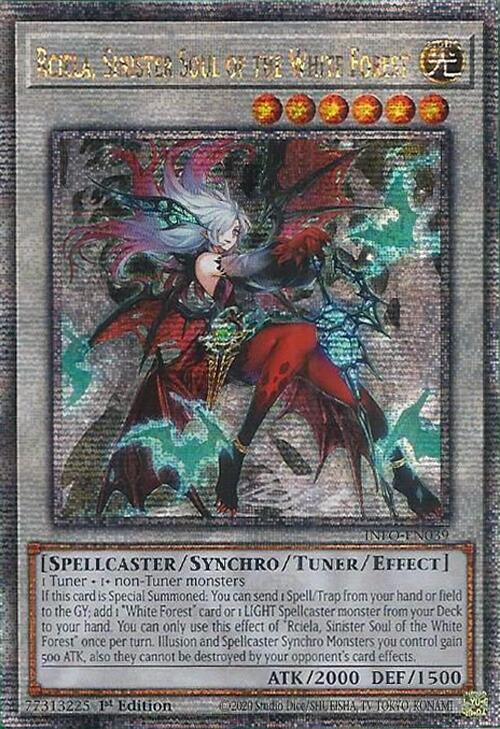 Rciela, Sinister Soul of the White Forest 光
INFO-EN039
[Spellcaster/Synchro/Tuner/Effect]
1 Tuner + 1+ non-Tuner monsters
If this card is Special Summoned: You can send 1 Spell/Trap from your hand or field
to the GY; add 1 "White Forest" card or 1 LIGHT Spellcaster monster from your Deck
to your hand. You can only use this effect of "Rciela, Sinister Soul of the White
Forest" once per turn. Illusion and Spellcaster Synchro Monsters you control gain
500 ATK, also they cannot be destroyed by your opponent's card effects.
ATK/2000 DEF/1500
77313225 1st Edition ©2020 Studio Dice/SHUEISHA, TV TOKYO, KONAMI